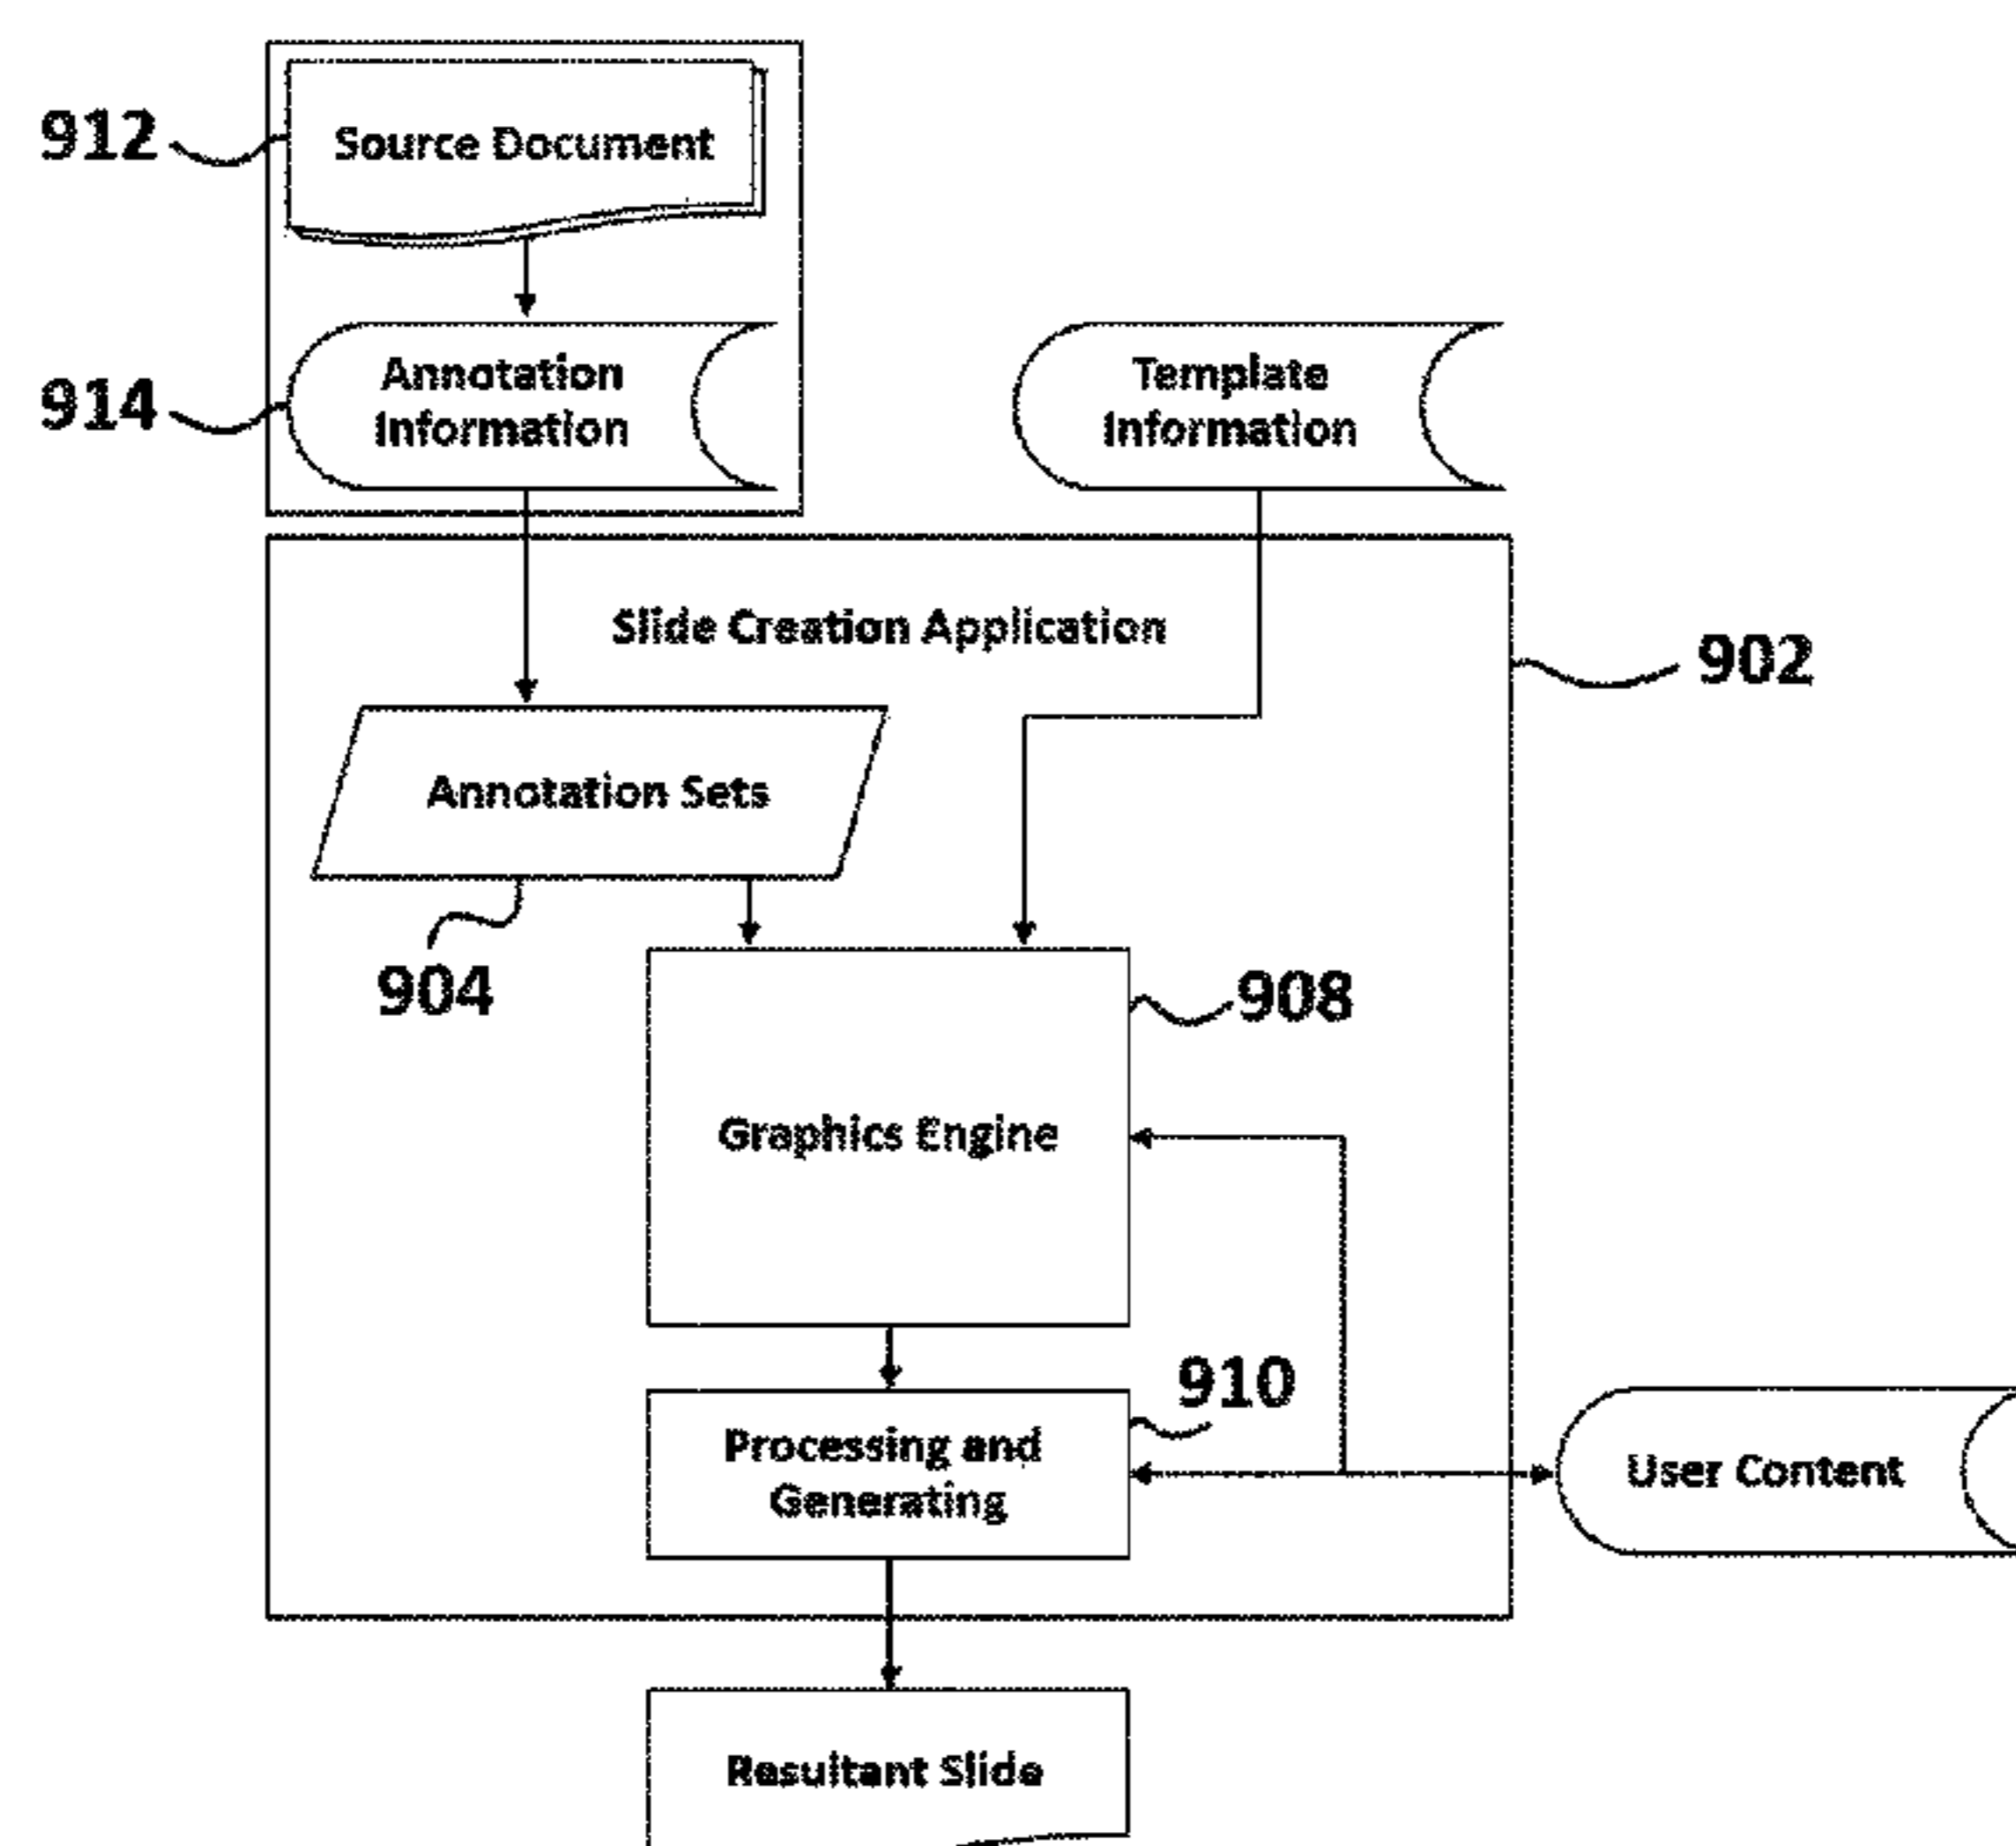 912
Source Document
914
Annotation
Information
Template
Information
Slide Creation Application
902
Annotation Sets
904
908
Graphics Engine
910
Processing and
Generating
User Content
Resultant Slide